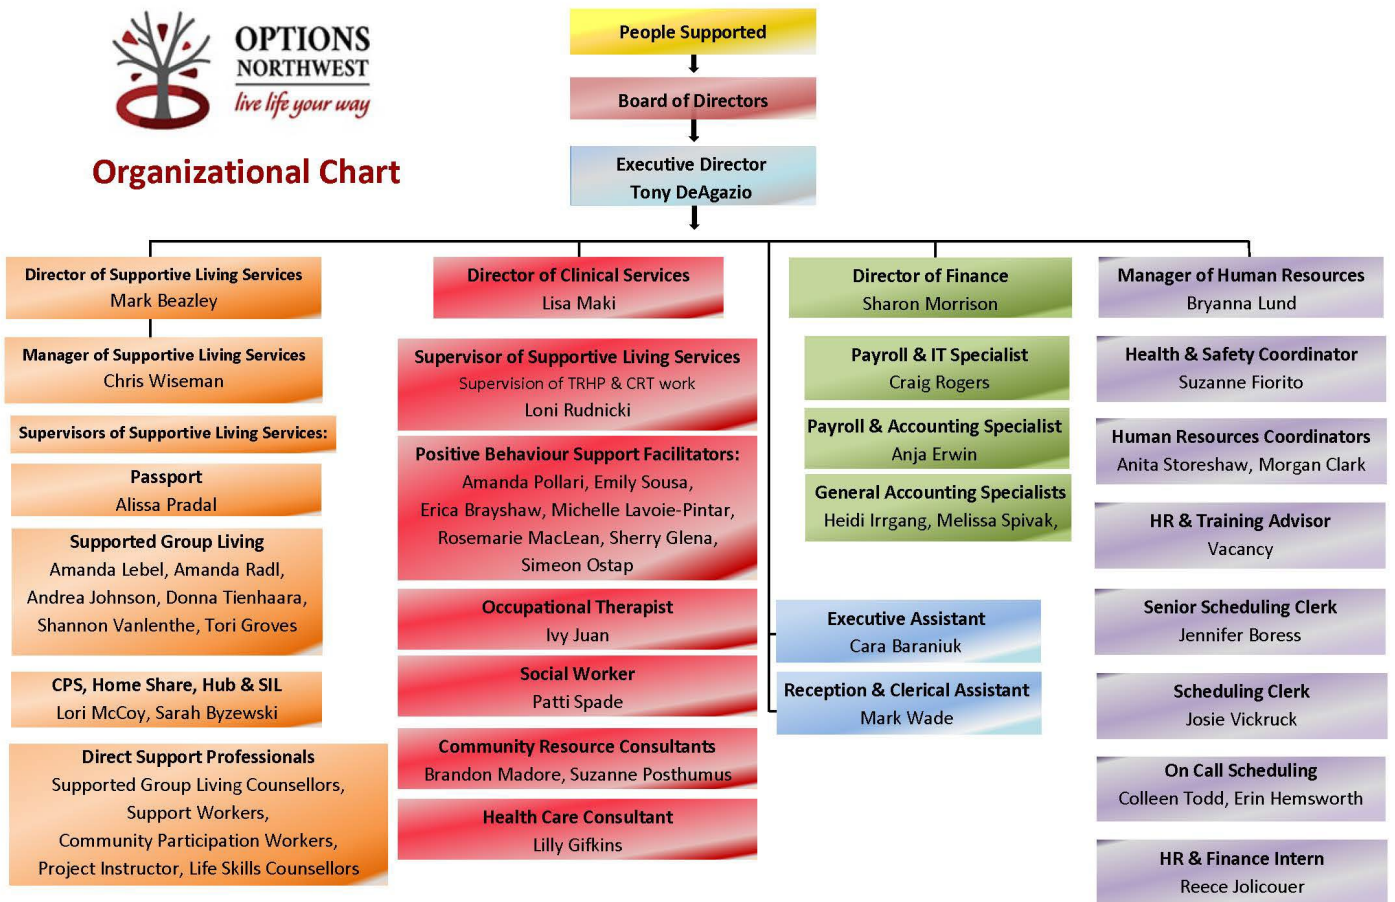 OPTIONS
NORTHWEST
live life your way
Organizational Chart
People Supported
Board of Directors
Executive Director
Tony DeAgazio
Director of Supportive Living Services
Mark Beazley
Manager of Supportive Living Services
Chris Wiseman
Supervisors of Supportive Living Services:
Passport
Alissa Pradal
Supported Group Living
Amanda Lebel, Amanda Radl,
Andrea Johnson, Donna Tienhaara,
Shannon Vanlenthe, Tori Groves
CPS, Home Share, Hub & SIL
Lori McCoy, Sarah Byzewski
Direct Support Professionals
Supported Group Living Counsellors,
Support Workers,
Community Participation Workers,
Project Instructor, Life Skills Counsellors
Director of Clinical Services
Lisa Maki
Supervisor of Supportive Living Services
Supervision of TRHP & CRT work
Loni Rudnicki
Positive Behaviour Support Facilitators:
Amanda Pollari, Emily Sousa,
Erica Brayshaw, Michelle Lavoie-Pintar,
Rosemarie MacLean, Sherry Glena,
Simeon Ostap
Occupational Therapist
Ivy Juan
Social Worker
Patti Spade
Community Resource Consultants
Brandon Madore, Suzanne Posthumus
Health Care Consultant
Lilly Gifkins
Director of Finance
Sharon Morrison
Payroll & IT Specialist
Craig Rogers
Payroll & Accounting Specialist
Anja Erwin
General Accounting Specialists
Heidi Irrgang, Melissa Spivak,
Executive Assistant
Cara Baraniuk
Reception & Clerical Assistant
Mark Wade
Manager of Human Resources
Bryanna Lund
Health & Safety Coordinator
Suzanne Fiorito
Human Resources Coordinators
Anita Storeshaw, Morgan Clark
HR & Training Advisor
Vacancy
Senior Scheduling Clerk
Jennifer Boress
Scheduling Clerk
Josie Vickruck
On Call Scheduling
Colleen Todd, Erin Hemsworth
HR & Finance Intern
Reece Jolicouer